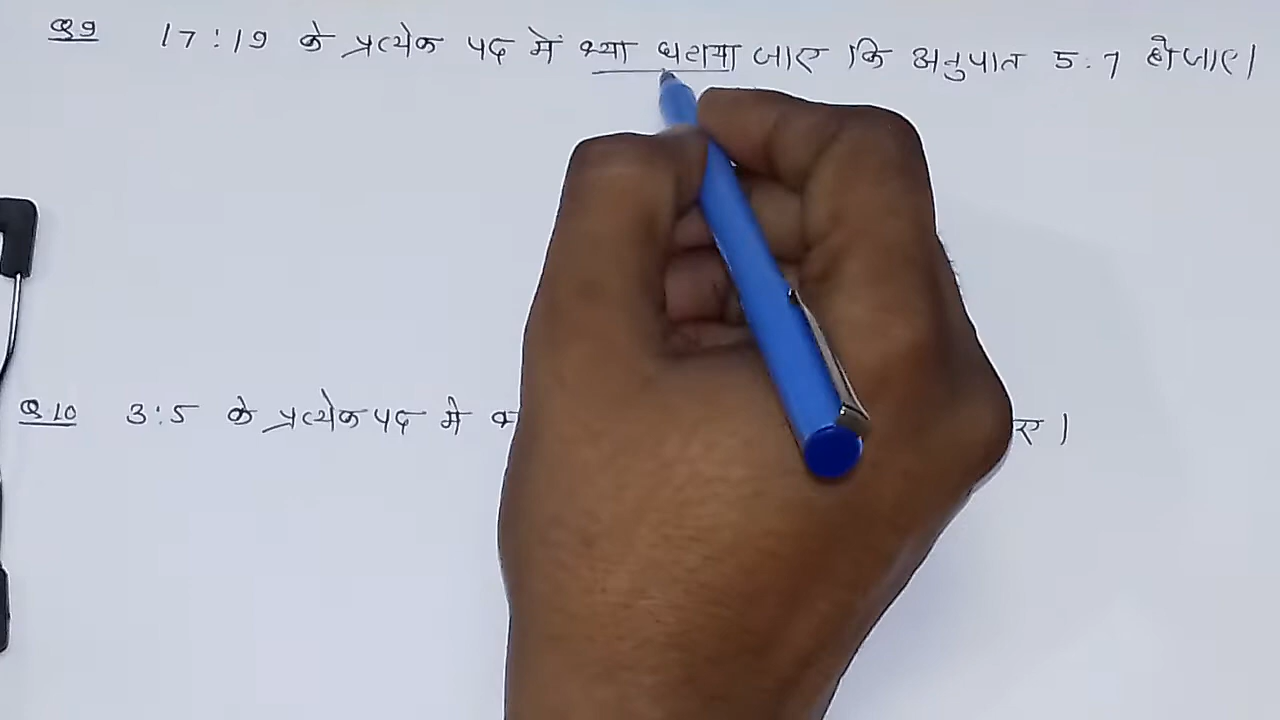 Q9 17:19 के प्रत्येक पद में क्या घटाया जाए कि अनुपात 5:7 हो जाए।
Q10 3:5 के प्रत्येक पद मे